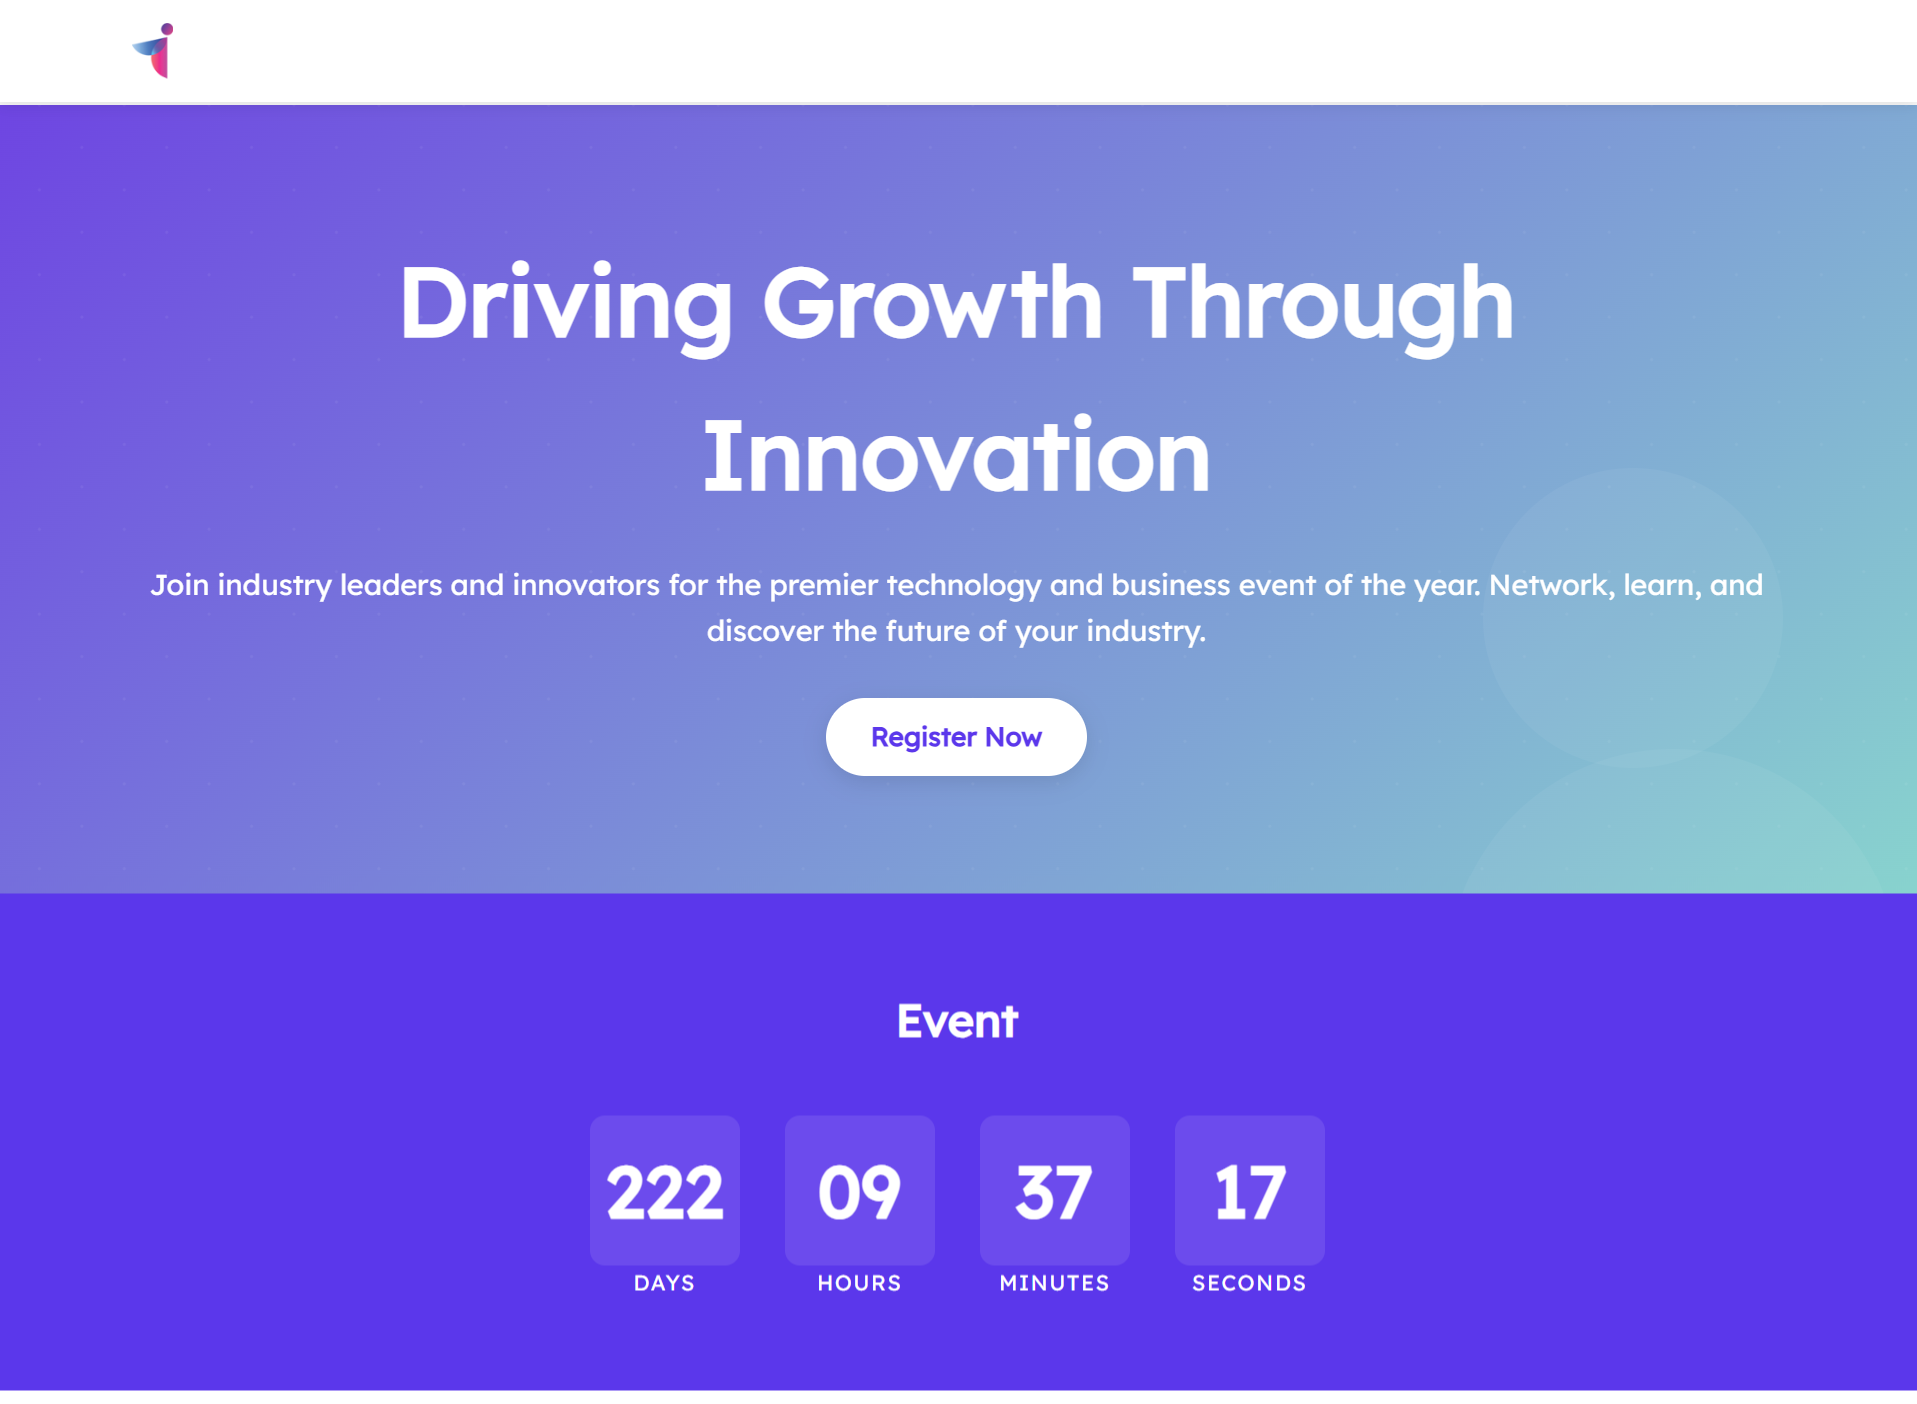 Driving Growth Through
Innovation
Join industry leaders and innovators for the premier technology and business event of the year. Network, learn, and
discover the future of your industry.
Register Now
Event
222 09 37 17
DAYS HOURS MINUTES SECONDS